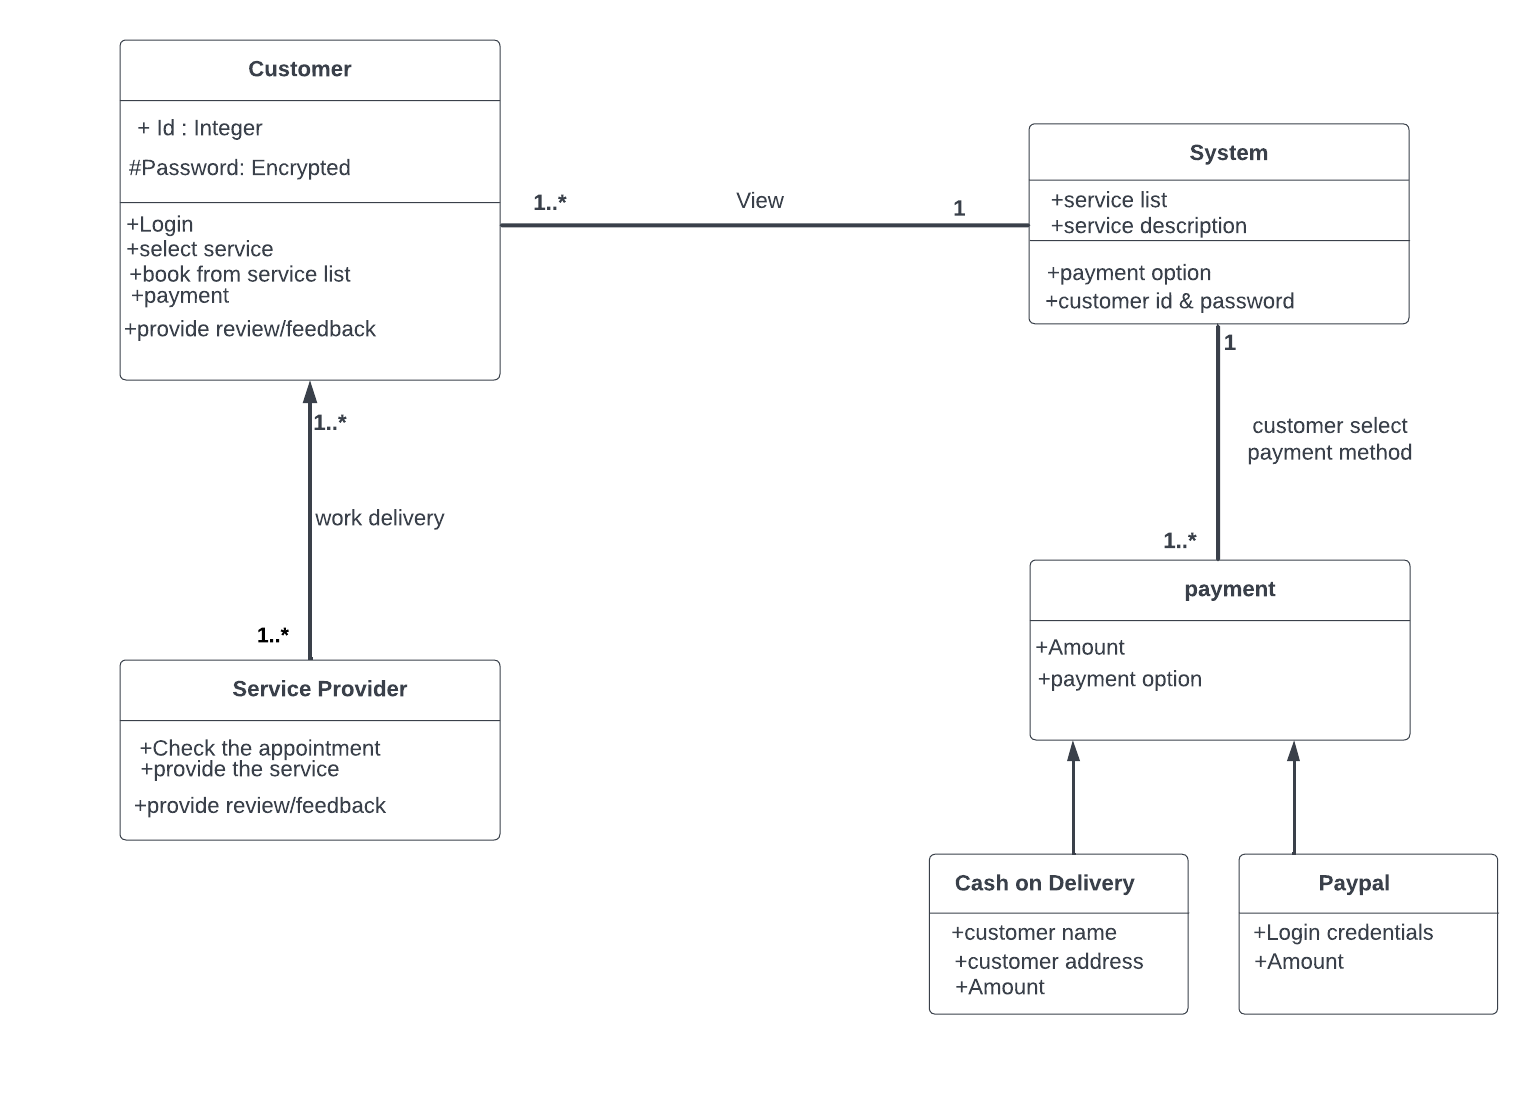 Customer
+ Id : Integer
#Password: Encrypted
+Login
+select service
+book from service list
+payment
+provide review/feedback
1..*
View
1
System
+service list
+service description
+payment option
+customer id & password
1..*
work delivery
1..*
1
customer select
payment method
1..*
Service Provider
+Check the appointment
+provide the service
+provide review/feedback
payment
+Amount
+payment option
Cash on Delivery
+customer name
+customer address
+Amount
Paypal
+Login credentials
+Amount